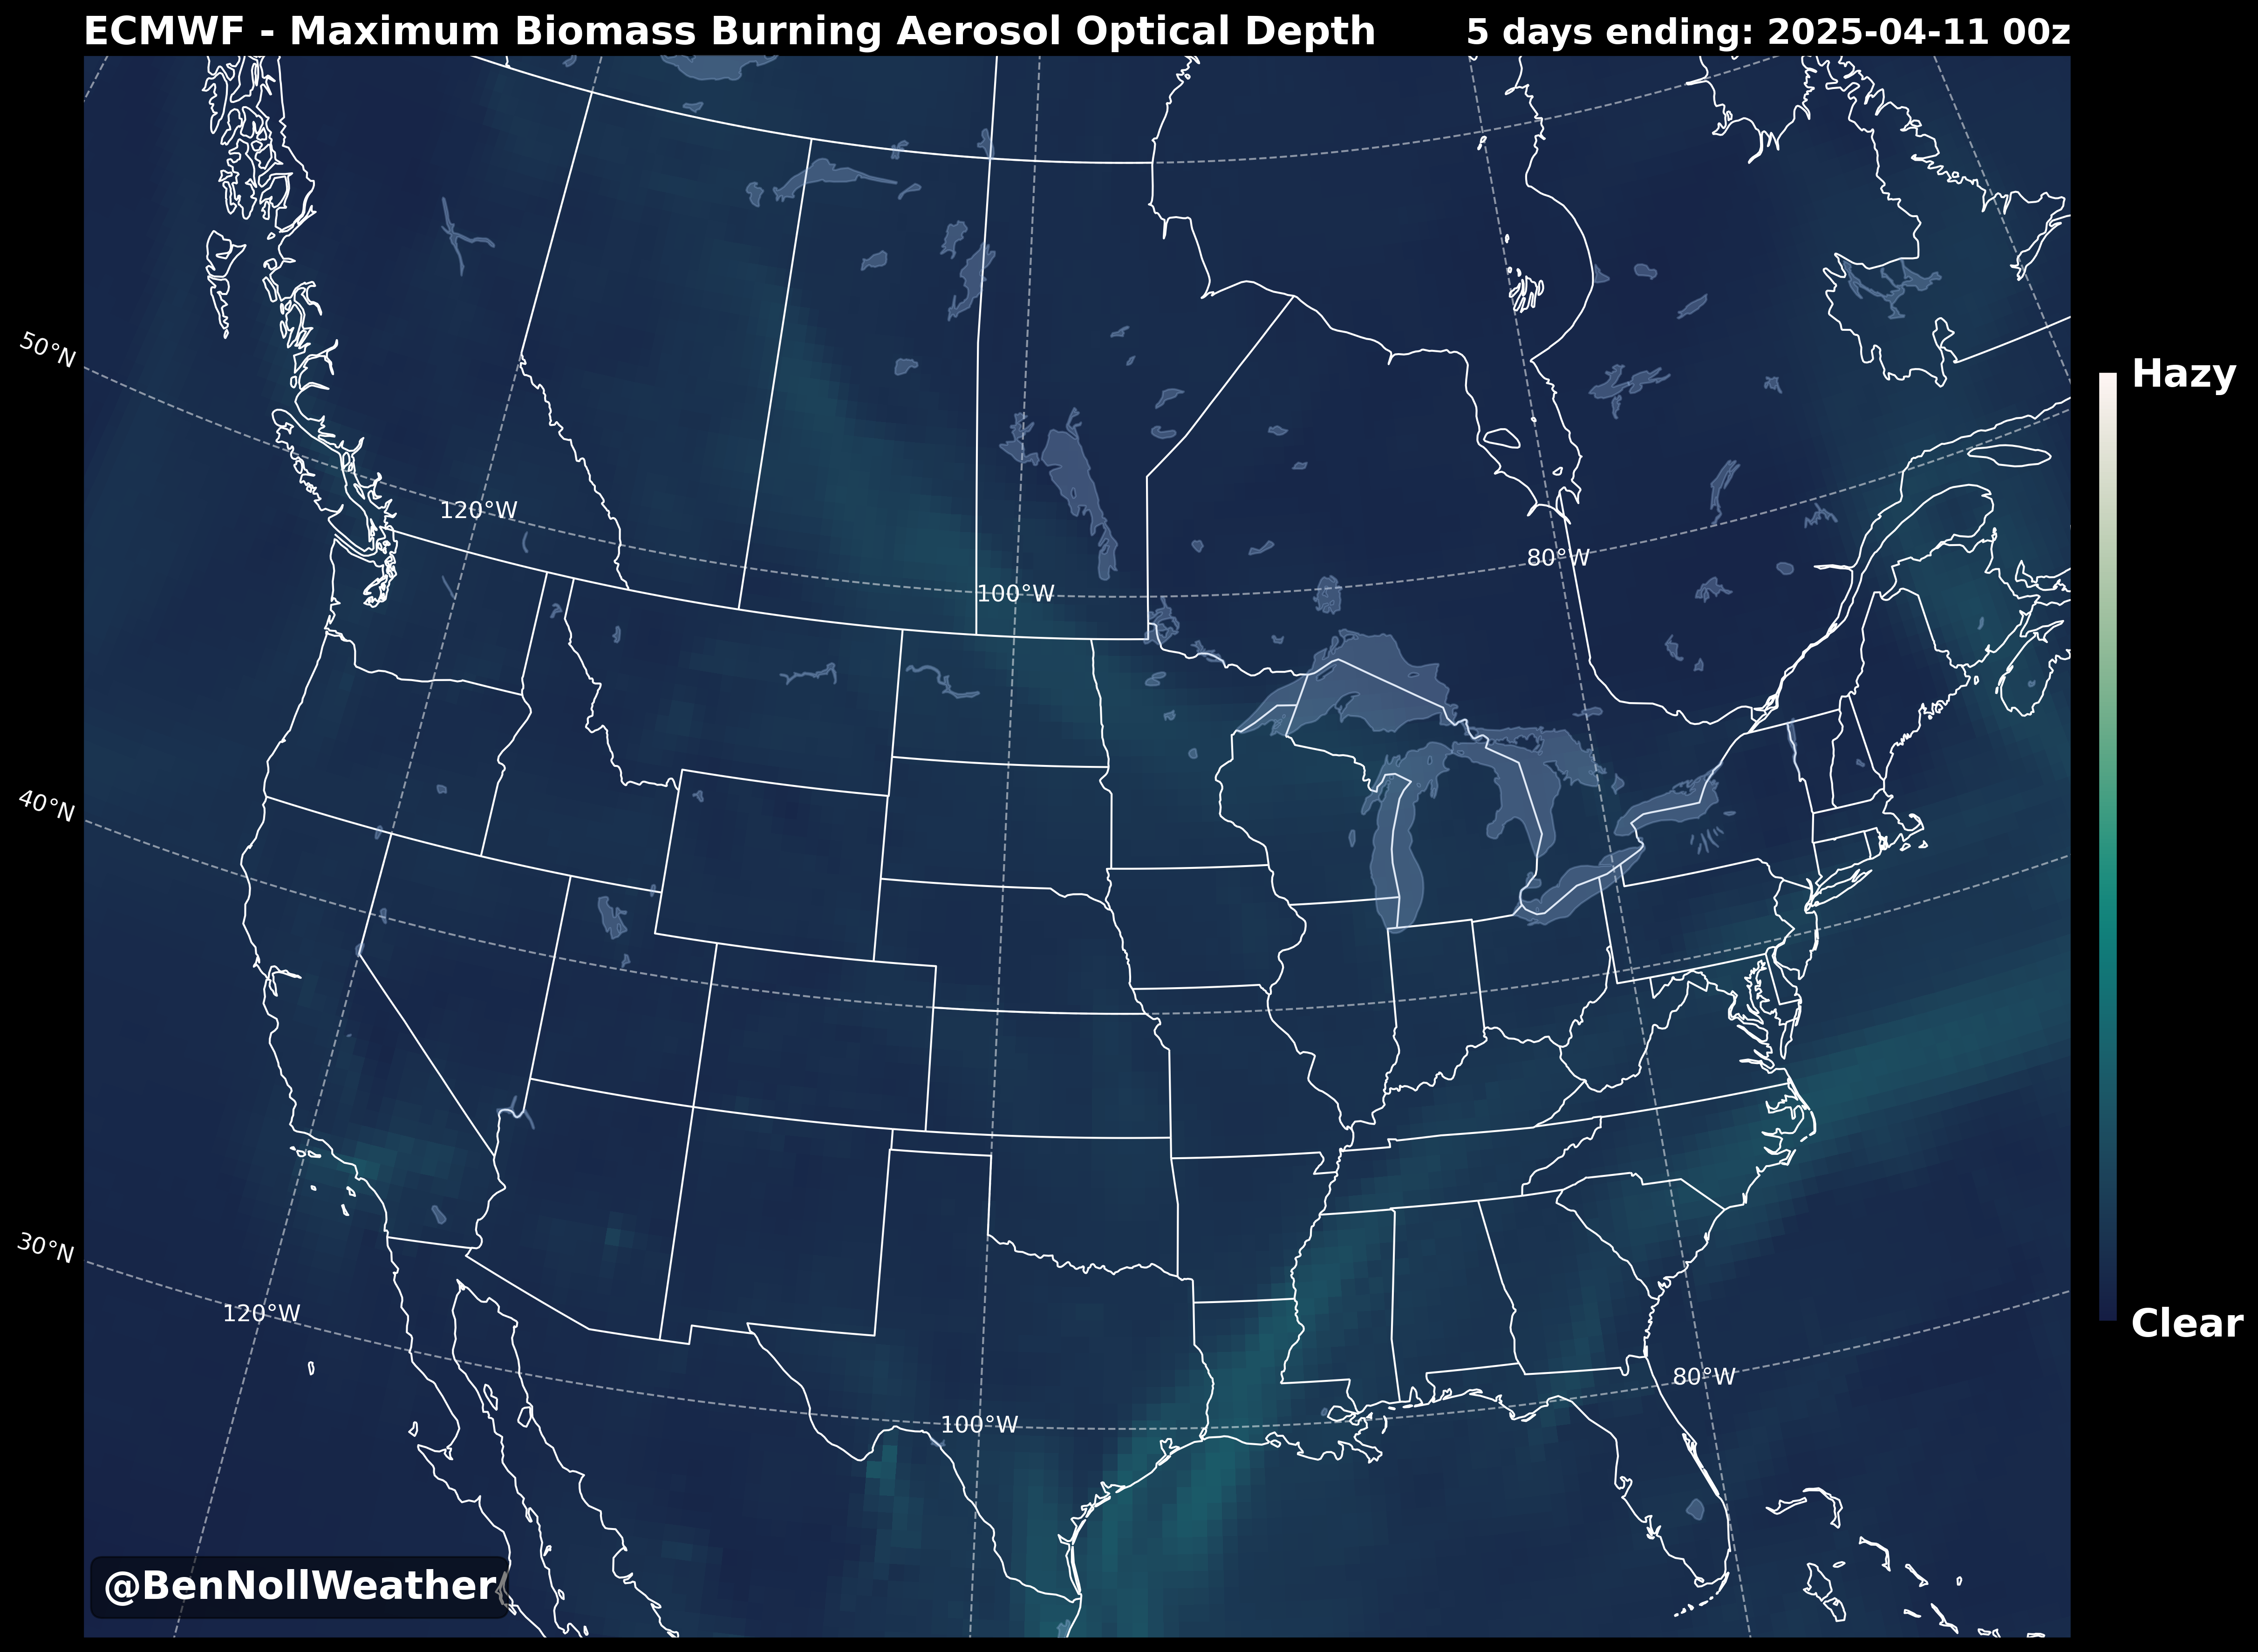 ECMWF - Maximum Biomass Burning Aerosol Optical Depth
5 days ending: 2025-04-11 00z
50°N
Hazy
120°W
80°W
100°W
40°N
30°N
120°W
Clear
80°W
100°W
@BenNollWeather